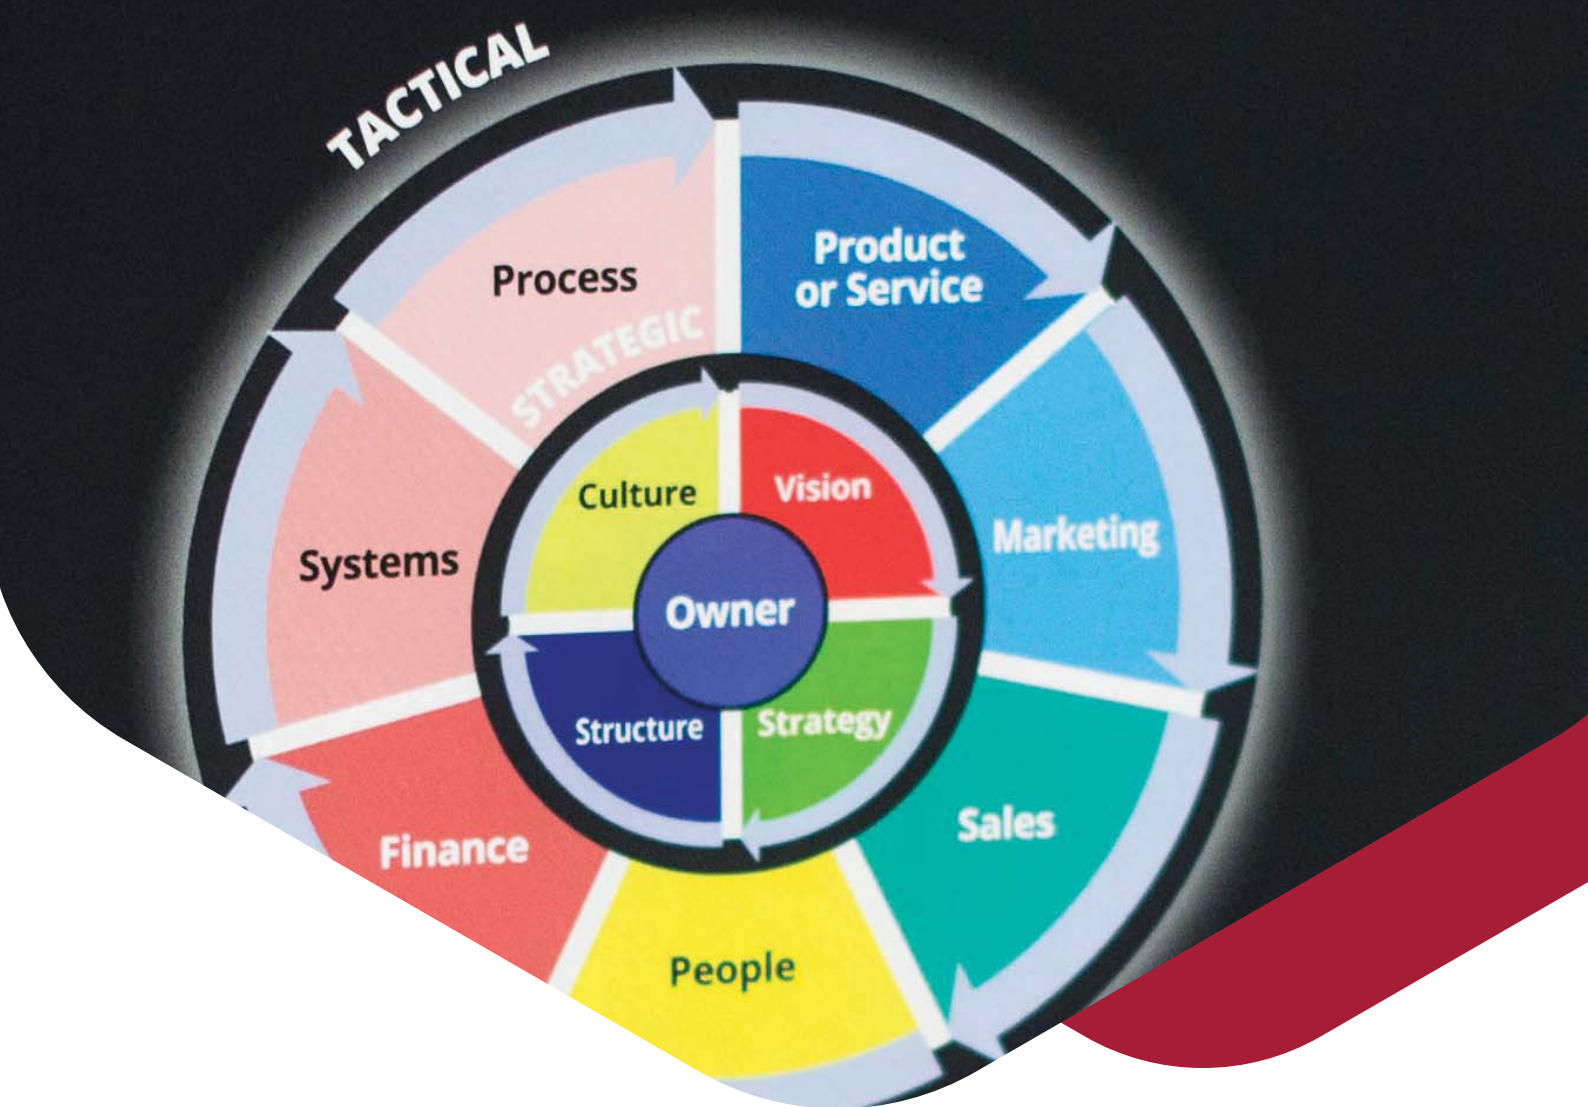 TACTICAL
Process
Product
or Service
STRATEGIC
Culture
Vision
Marketing
Systems
Owner
Structure
Strategy
Sales
Finance
People